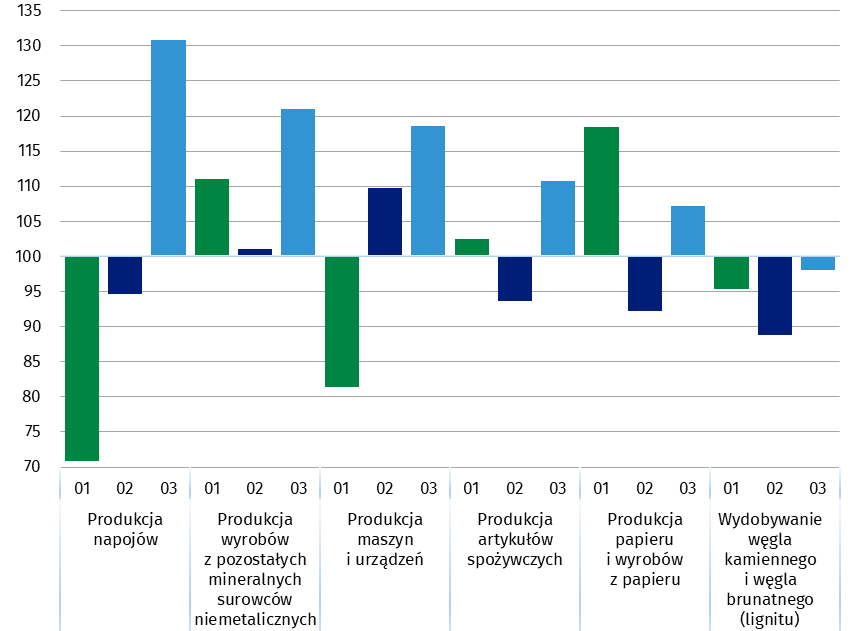 135
130
125
120
115
110
105
100
95
90
85
80
75
70
01 02 03 01 02 03 01 02 03 01 02 03 01 02 03 01 02 03
Produkcja
napojów
Produkcja
wyrobów
z pozostałych
mineralnych
surowców
niemetalicznych
Produkcja
maszyn
i urządzeń
Produkcja
artykułów
spożywczych
Produkcja
papieru
i wyrobów
z papieru
Wydobywanie
węgla
kamiennego
i węgla
brunatnego
(lignitu)